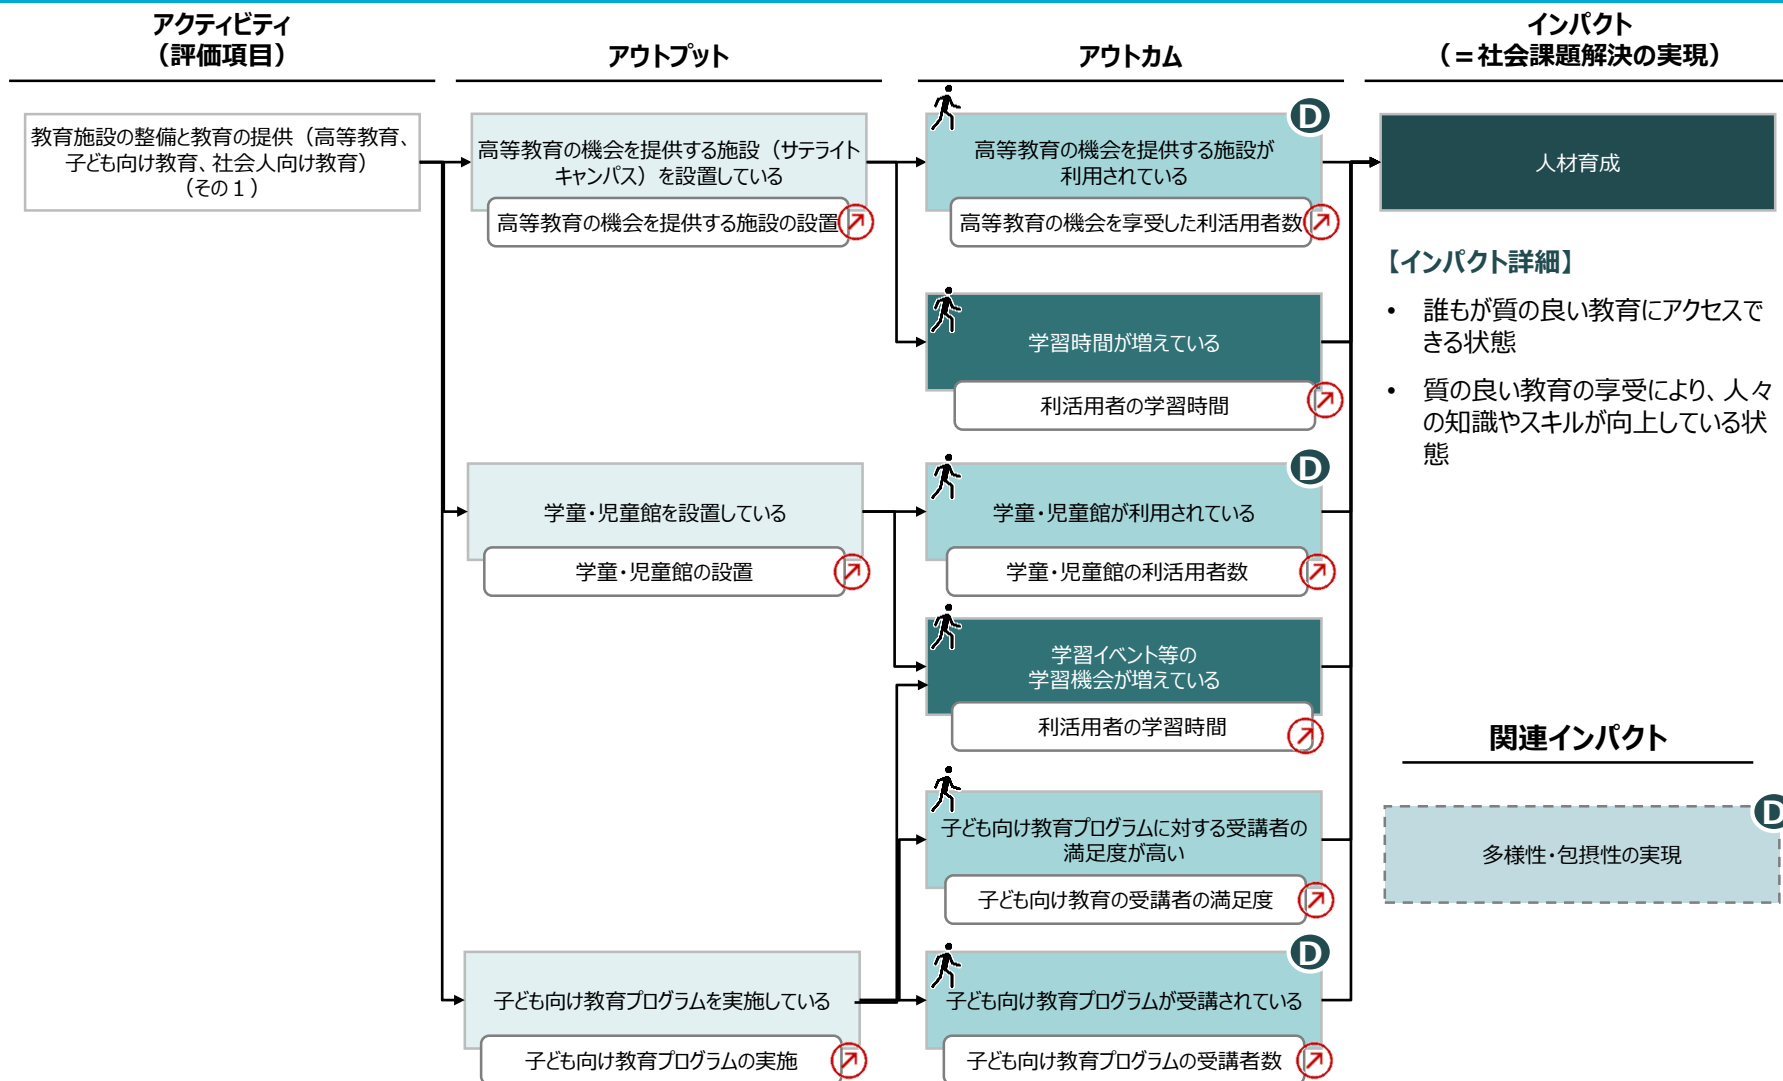 アクティビティ
（評価項目）
アウトプット
アウトカム
インパクト
（＝社会課題解決の実現）
教育施設の整備と教育の提供（高等教育、
子ども向け教育、社会人向け教育）
（その１）
高等教育の機会を提供する施設（サテライト
キャンパス）を設置している
高等教育の機会を提供する施設の設置
D
高等教育の機会を提供する施設が
利用されている
高等教育の機会を享受した利活用者数
人材育成
【インパクト詳細】
• 誰もが質の良い教育にアクセスで
きる状態
• 質の良い教育の享受により、人々
の知識やスキルが向上している状
態
学習時間が増えている
利活用者の学習時間
学童・児童館を設置している
学童・児童館の設置
D
学童・児童館が利用されている
学童・児童館の利活用者数
学習イベント等の
学習機会が増えている
利活用者の学習時間
関連インパクト
D
多様性・包摂性の実現
子ども向け教育プログラムに対する受講者の
満足度が高い
子ども向け教育の受講者の満足度
子ども向け教育プログラムを実施している
子ども向け教育プログラムの実施
D
子ども向け教育プログラムが受講されている
子ども向け教育プログラムの受講者数